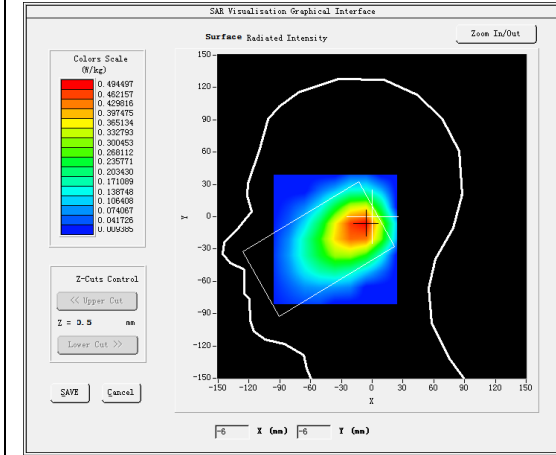 SAR Visualisation Graphical Interface
Surface Radiated Intensity
Zoom In/Out
Colors Scale
(W/kg)
0.494497
0.462157
0.429816
0.397475
0.365134
0.332793
0.300453
0.268112
0.235771
0.203430
0.171089
0.138748
0.106408
0.074067
0.041726
0.009385
150
120
90
60
30
0
-30
-60
-90
-120
-150
Y
-150 -120 -90 -60 -30 0 30 60 90 120 150
X
Z-Cuts Control
<< Upper Cut
Z = 0.5 mm
Lower Cut >>
SAVE Cancel
-6 X (mm) -6 Y (mm)